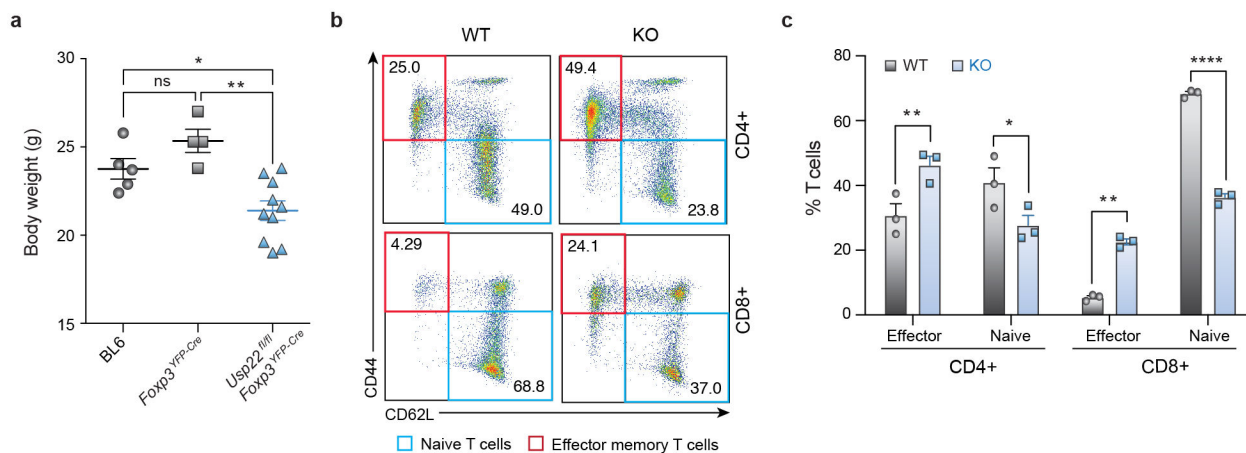 a
Body weight (g)
30
25
20
15
*
ns
**
BL6
Foxp3 YFP-Cre
Usp22 fl/fl
Foxp3 YFP-Cre
b
WT
KO
25.0
49.0
49.4
23.8
CD4+
4.29
68.8
24.1
37.0
CD8+
CD44
CD62L
Naive T cells
Effector memory T cells
c
% T cells
80
60
40
20
0
WT
KO
**
*
**
****
Effector
Naive
Effector
Naive
CD4+
CD8+